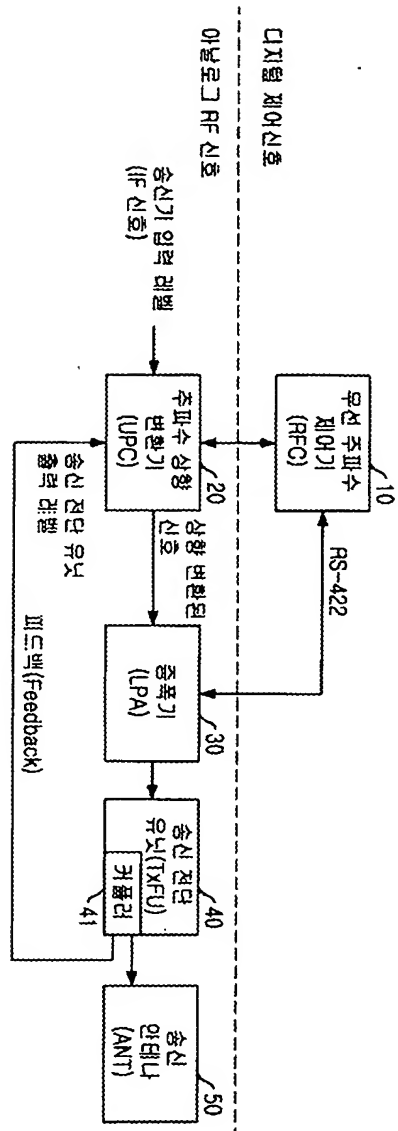 디지털 제어신호
아날로그 RF 신호
무선 주파수
제어기
(RFC)
10
RS-422
송신기 입력 레벨
(IF 신호)
주파수 상향
변환기
(UPC)
20
상향 변환된
신호
증폭기
(LPA)
30
송신 전단
유닛(TxFU)
40
커플러
41
송신
안테나
(ANT)
50
송신 전단 유닛
출력 레벨
피드백(Feedback)